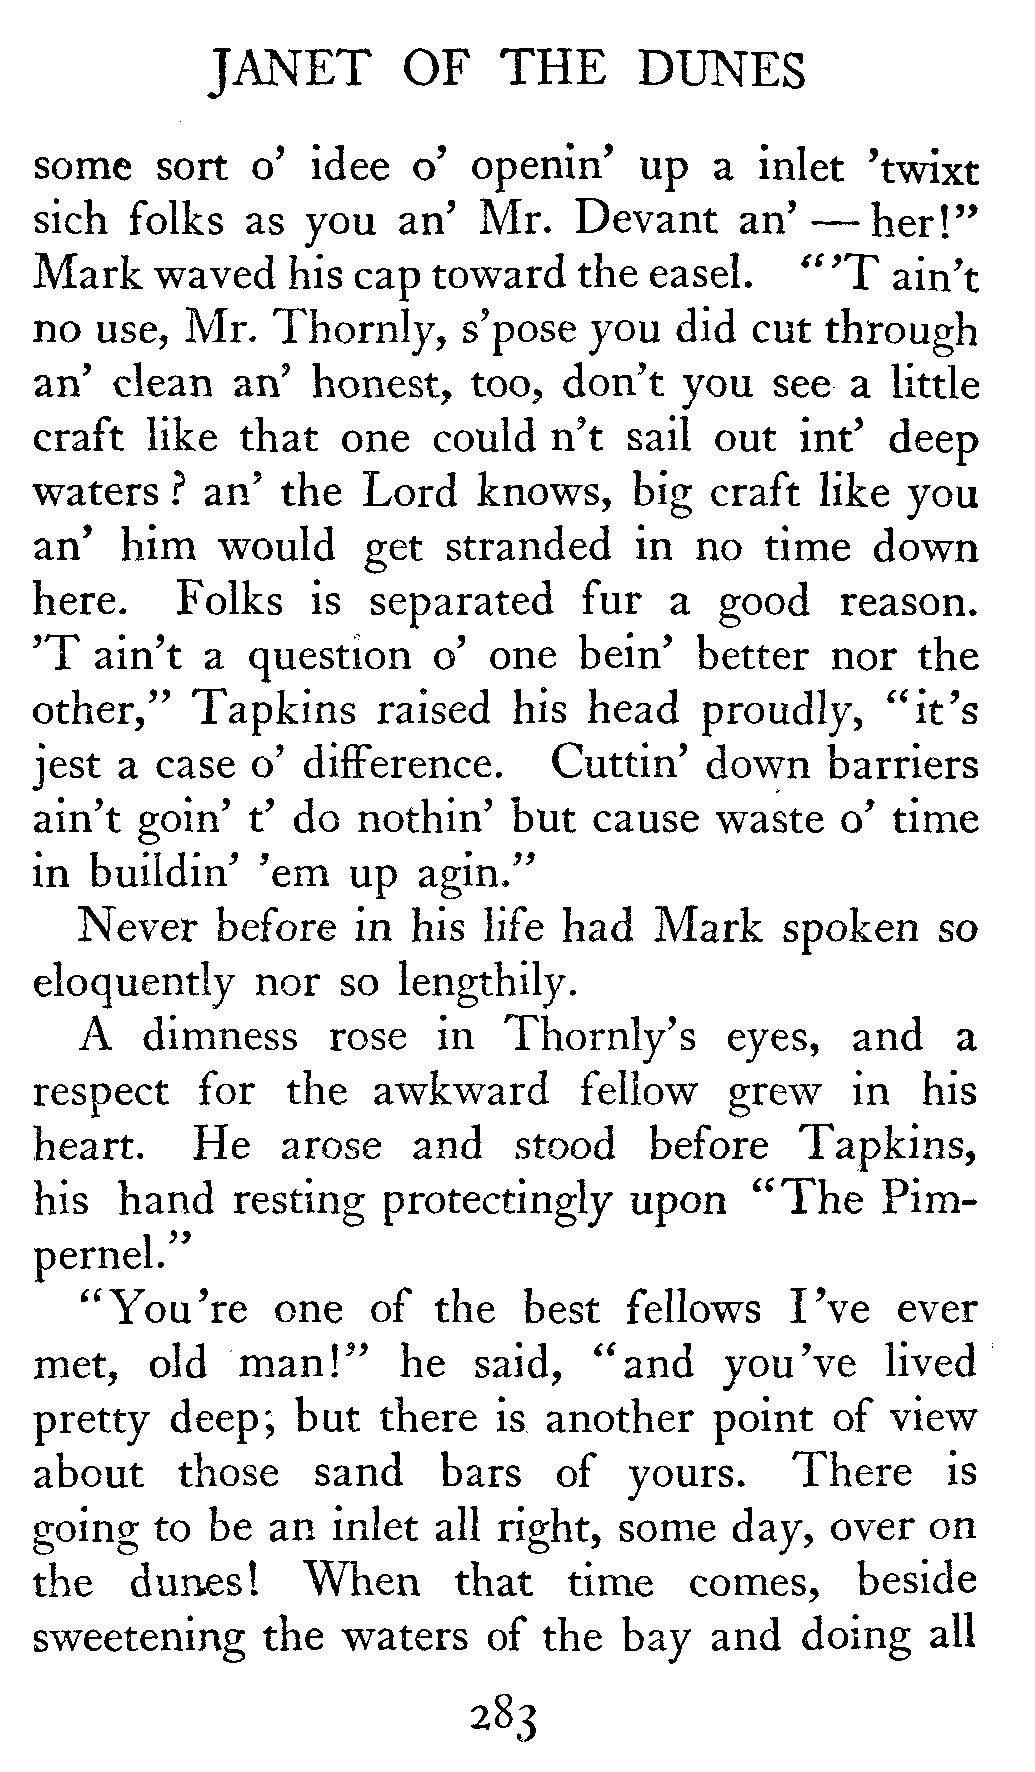 JANET OF THE DUNES
some sort o' idee o' openin' up a inlet 'twixt
sich folks as you an' Mr. Devant an' — her!"
Mark waved his cap toward the easel. "'T ain't
no use, Mr. Thornly, s'pose you did cut through
an' clean an' honest, too, don't you see a little
craft like that one could n't sail out int' deep
waters? an' the Lord knows, big craft like you
an' him would get stranded in no time down
here. Folks is separated fur a good reason.
'T ain't a question o' one bein' better nor the
other," Tapkins raised his head proudly, "it's
jest a case o' difference. Cuttin' down barriers
ain't goin' t' do nothin' but cause waste o' time
in buildin' 'em up agin."
Never before in his life had Mark spoken so
eloquently nor so lengthily.
A dimness rose in Thornly's eyes, and a
respect for the awkward fellow grew in his
heart. He arose and stood before Tapkins,
his hand resting protectingly upon "The Pim-
pernel."
"You're one of the best fellows I've ever
met, old man!" he said, "and you've lived
pretty deep; but there is another point of view
about those sand bars of yours. There is
going to be an inlet all right, some day, over on
the dunes! When that time comes, beside
sweetening the waters of the bay and doing all
283